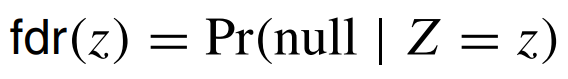 fdr(z) = Pr(null | Z = z)